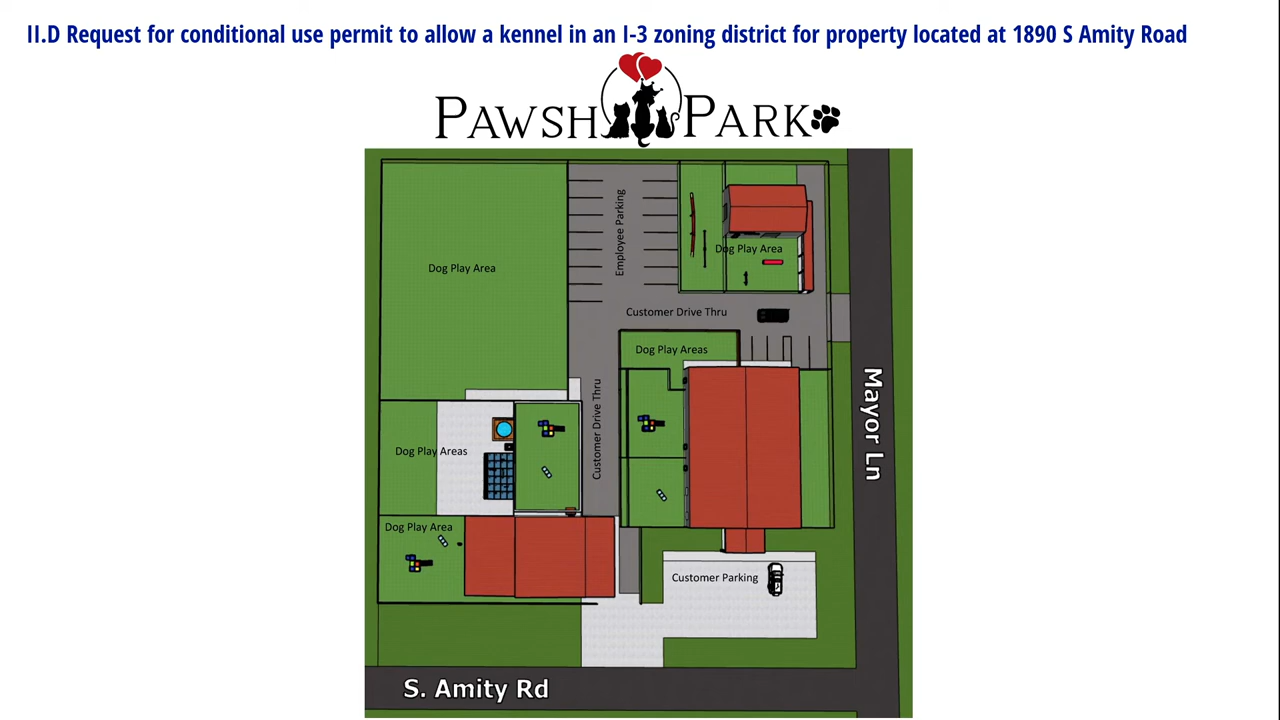 II.D Request for conditional use permit to allow a kennel in an I-3 zoning district for property located at 1890 S Amity Road
PAWSH PARK
Employee Parking
Dog Play Area
Dog Play Area
Customer Drive Thru
Dog Play Areas
Customer Drive Thru
Mayor Ln
Dog Play Areas
Dog Play Area
Customer Parking
S. Amity Rd